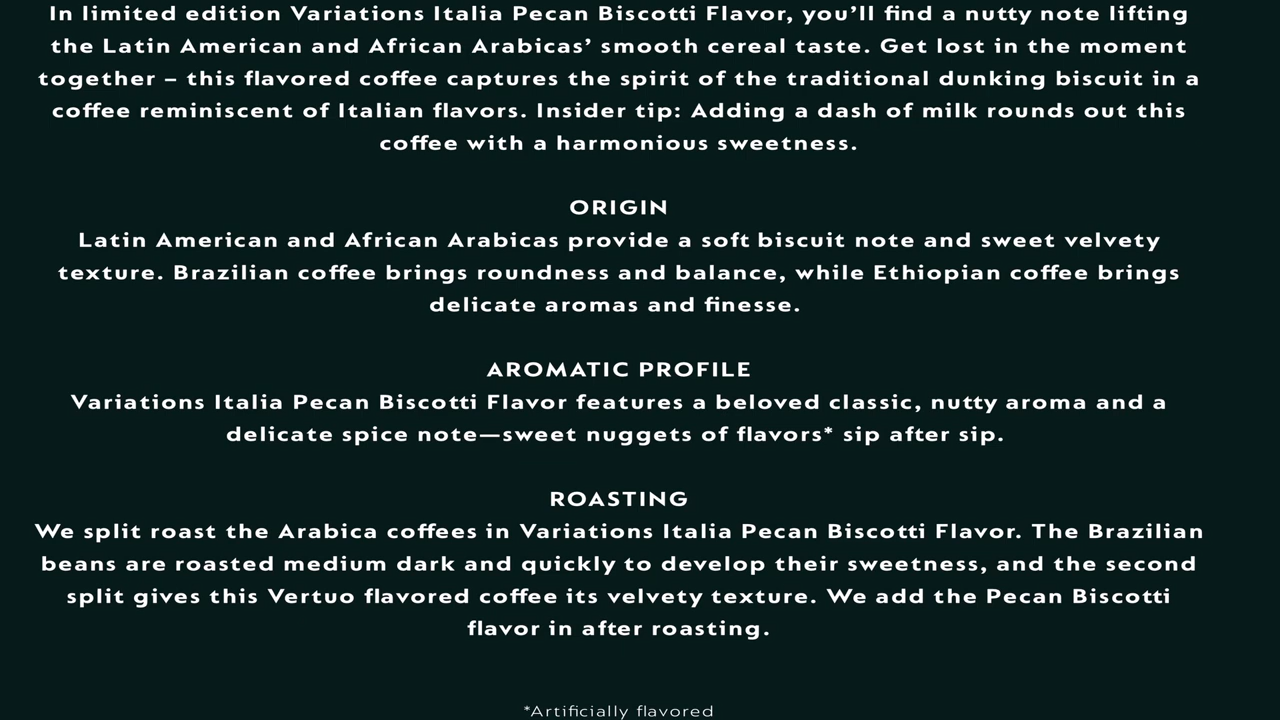 In limited edition Variations Italia Pecan Biscotti Flavor, you’ll find a nutty note lifting
the Latin American and African Arabicas’ smooth cereal taste. Get lost in the moment
together – this flavored coffee captures the spirit of the traditional dunking biscuit in a
coffee reminiscent of Italian flavors. Insider tip: Adding a dash of milk rounds out this
coffee with a harmonious sweetness.
ORIGIN
Latin American and African Arabicas provide a soft biscuit note and sweet velvety
texture. Brazilian coffee brings roundness and balance, while Ethiopian coffee brings
delicate aromas and finesse.
AROMATIC PROFILE
Variations Italia Pecan Biscotti Flavor features a beloved classic, nutty aroma and a
delicate spice note—sweet nuggets of flavors* sip after sip.
ROASTING
We split roast the Arabica coffees in Variations Italia Pecan Biscotti Flavor. The Brazilian
beans are roasted medium dark and quickly to develop their sweetness, and the second
split gives this Vertuo flavored coffee its velvety texture. We add the Pecan Biscotti
flavor in after roasting.
*Artificially flavored